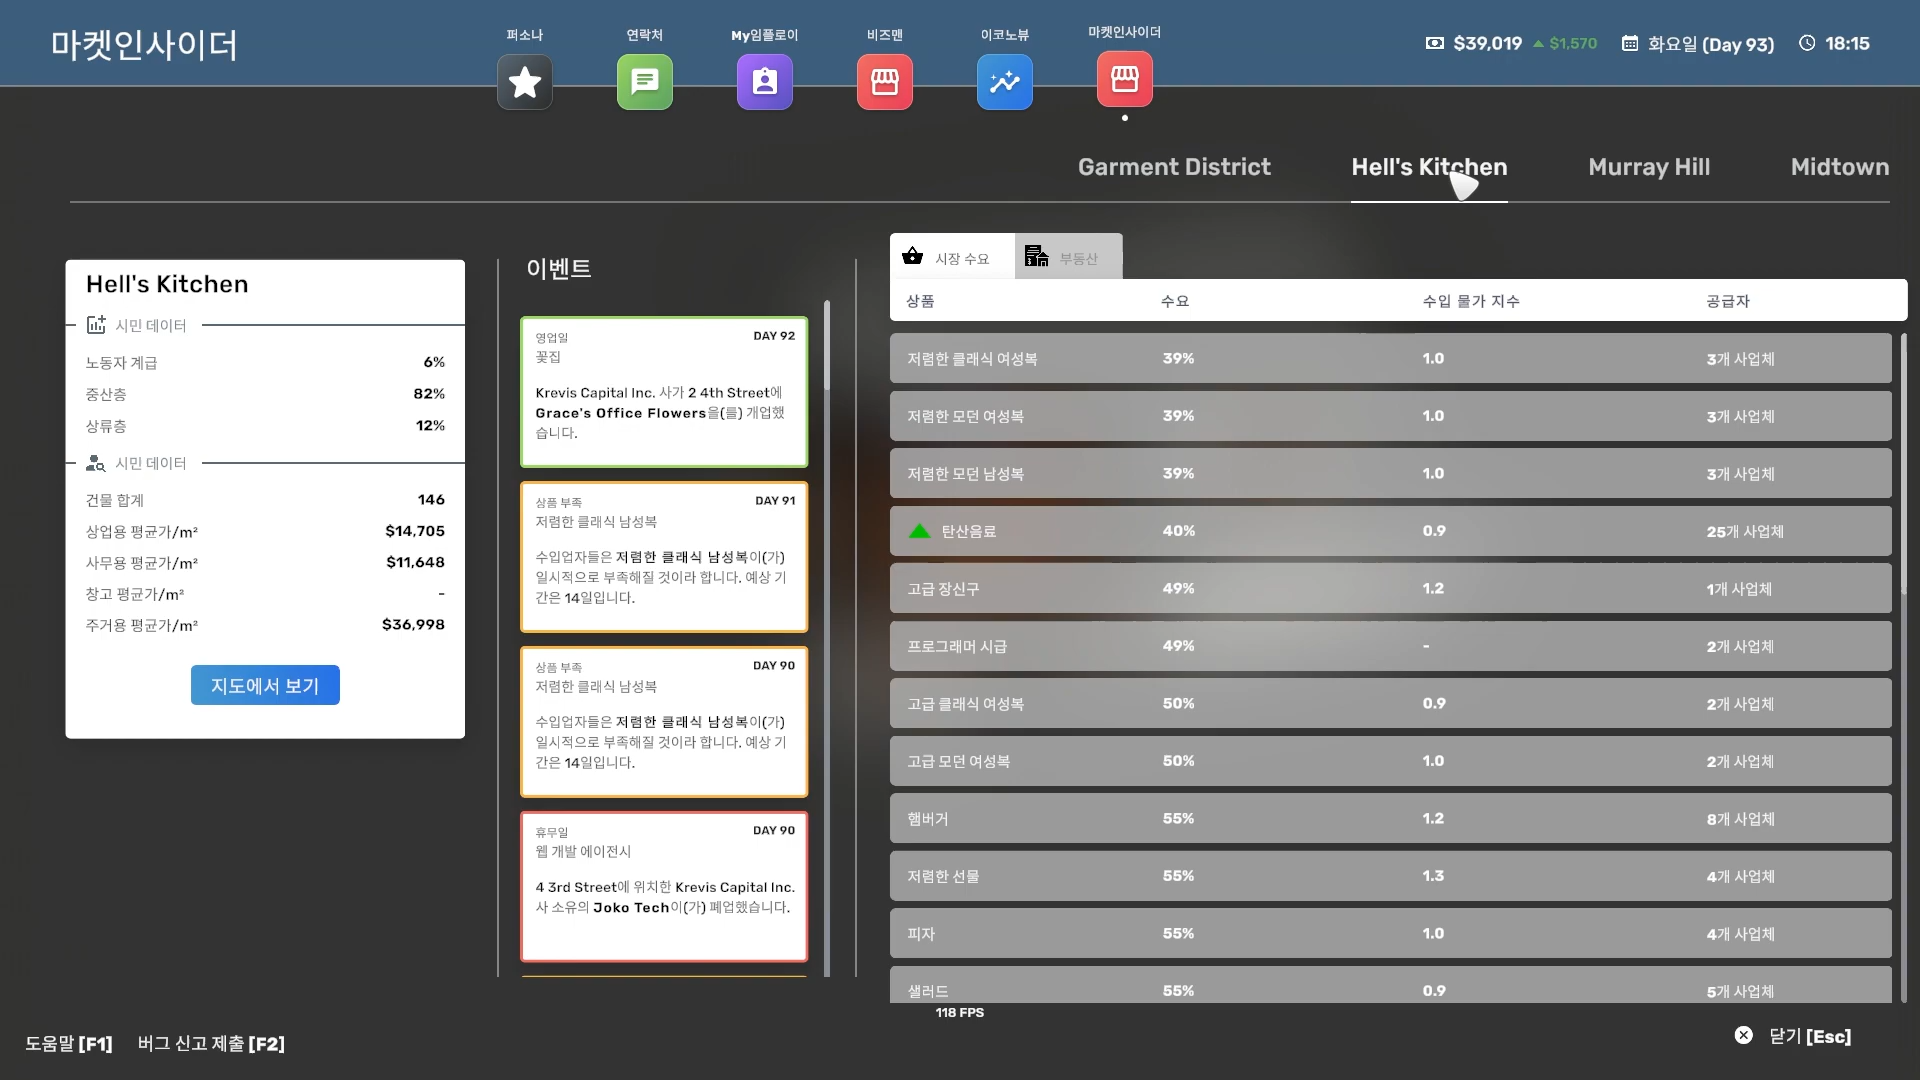 마켓인사이더
퍼소나
연락처
My임플로이
비즈맨
이코노뷰
마켓인사이더
$39,019 $1,570 화요일 (Day 93) 18:15
Garment District
Hell's Kitchen
Murray Hill
Midtown
Hell's Kitchen
시민 데이터
노동자 계급 6%
중산층 82%
상류층 12%
시민 데이터
건물 합계 146
상업용 평균가/m² $14,705
사무용 평균가/m² $11,648
창고 평균가/m² -
주거용 평균가/m² $36,998
지도에서 보기
이벤트
영업일 DAY 92
꽃집
Krevis Capital Inc. 사가 2 4th Street에
Grace's Office Flowers을(를) 개업했
습니다.
상품 부족 DAY 91
저렴한 클래식 남성복
수입업자들은 저렴한 클래식 남성복이(가)
일시적으로 부족해질 것이라 합니다. 예상 기
간은 14일입니다.
상품 부족 DAY 90
저렴한 클래식 남성복
수입업자들은 저렴한 클래식 남성복이(가)
일시적으로 부족해질 것이라 합니다. 예상 기
간은 14일입니다.
휴무일 DAY 90
웹 개발 에이전시
4 3rd Street에 위치한 Krevis Capital Inc.
사 소유의 Joko Tech이(가) 폐업했습니다.
시장 수요
부동산
상품 수요 수입 물가 지수 공급자
저렴한 클래식 여성복 39% 1.0 3개 사업체
저렴한 모던 여성복 39% 1.0 3개 사업체
저렴한 모던 남성복 39% 1.0 3개 사업체
탄산음료 40% 0.9 25개 사업체
고급 장신구 49% 1.2 1개 사업체
프로그래머 시급 49% - 2개 사업체
고급 클래식 여성복 50% 0.9 2개 사업체
고급 모던 여성복 50% 1.0 2개 사업체
햄버거 55% 1.2 8개 사업체
저렴한 선물 55% 1.3 4개 사업체
피자 55% 1.0 4개 사업체
샐러드 55% 0.9 5개 사업체
118 FPS
도움말 [F1] 버그 신고 제출 [F2]
닫기 [Esc]